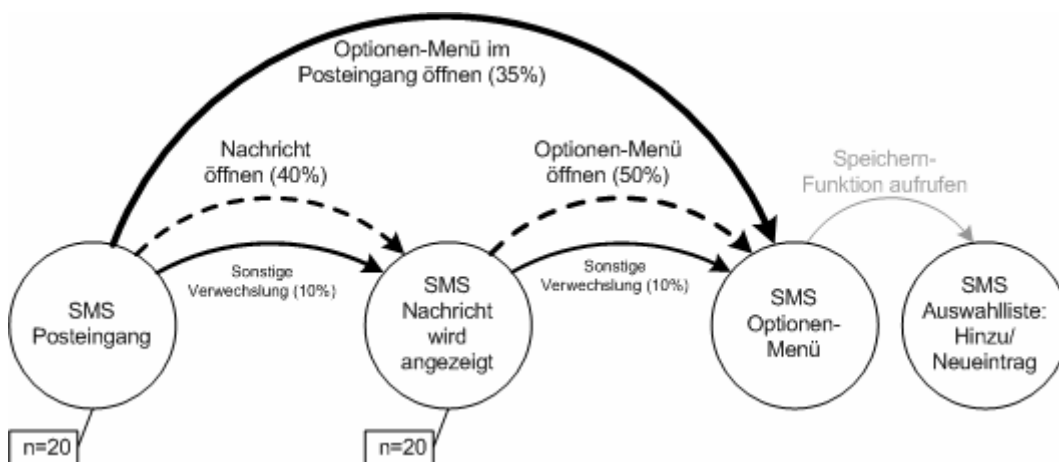 Optionen-Menü im
Posteingang öffnen (35%)
Nachricht
öffnen (40%)
Optionen-Menü
öffnen (50%)
Speichern-
Funktion aufrufen
Sonstige
Verwechslung (10%)
Sonstige
Verwechslung (10%)
SMS
Posteingang
SMS
Nachricht
wird
angezeigt
SMS
Optionen-
Menü
SMS
Auswahlliste:
Hinzu/
Neueintrag
n=20
n=20